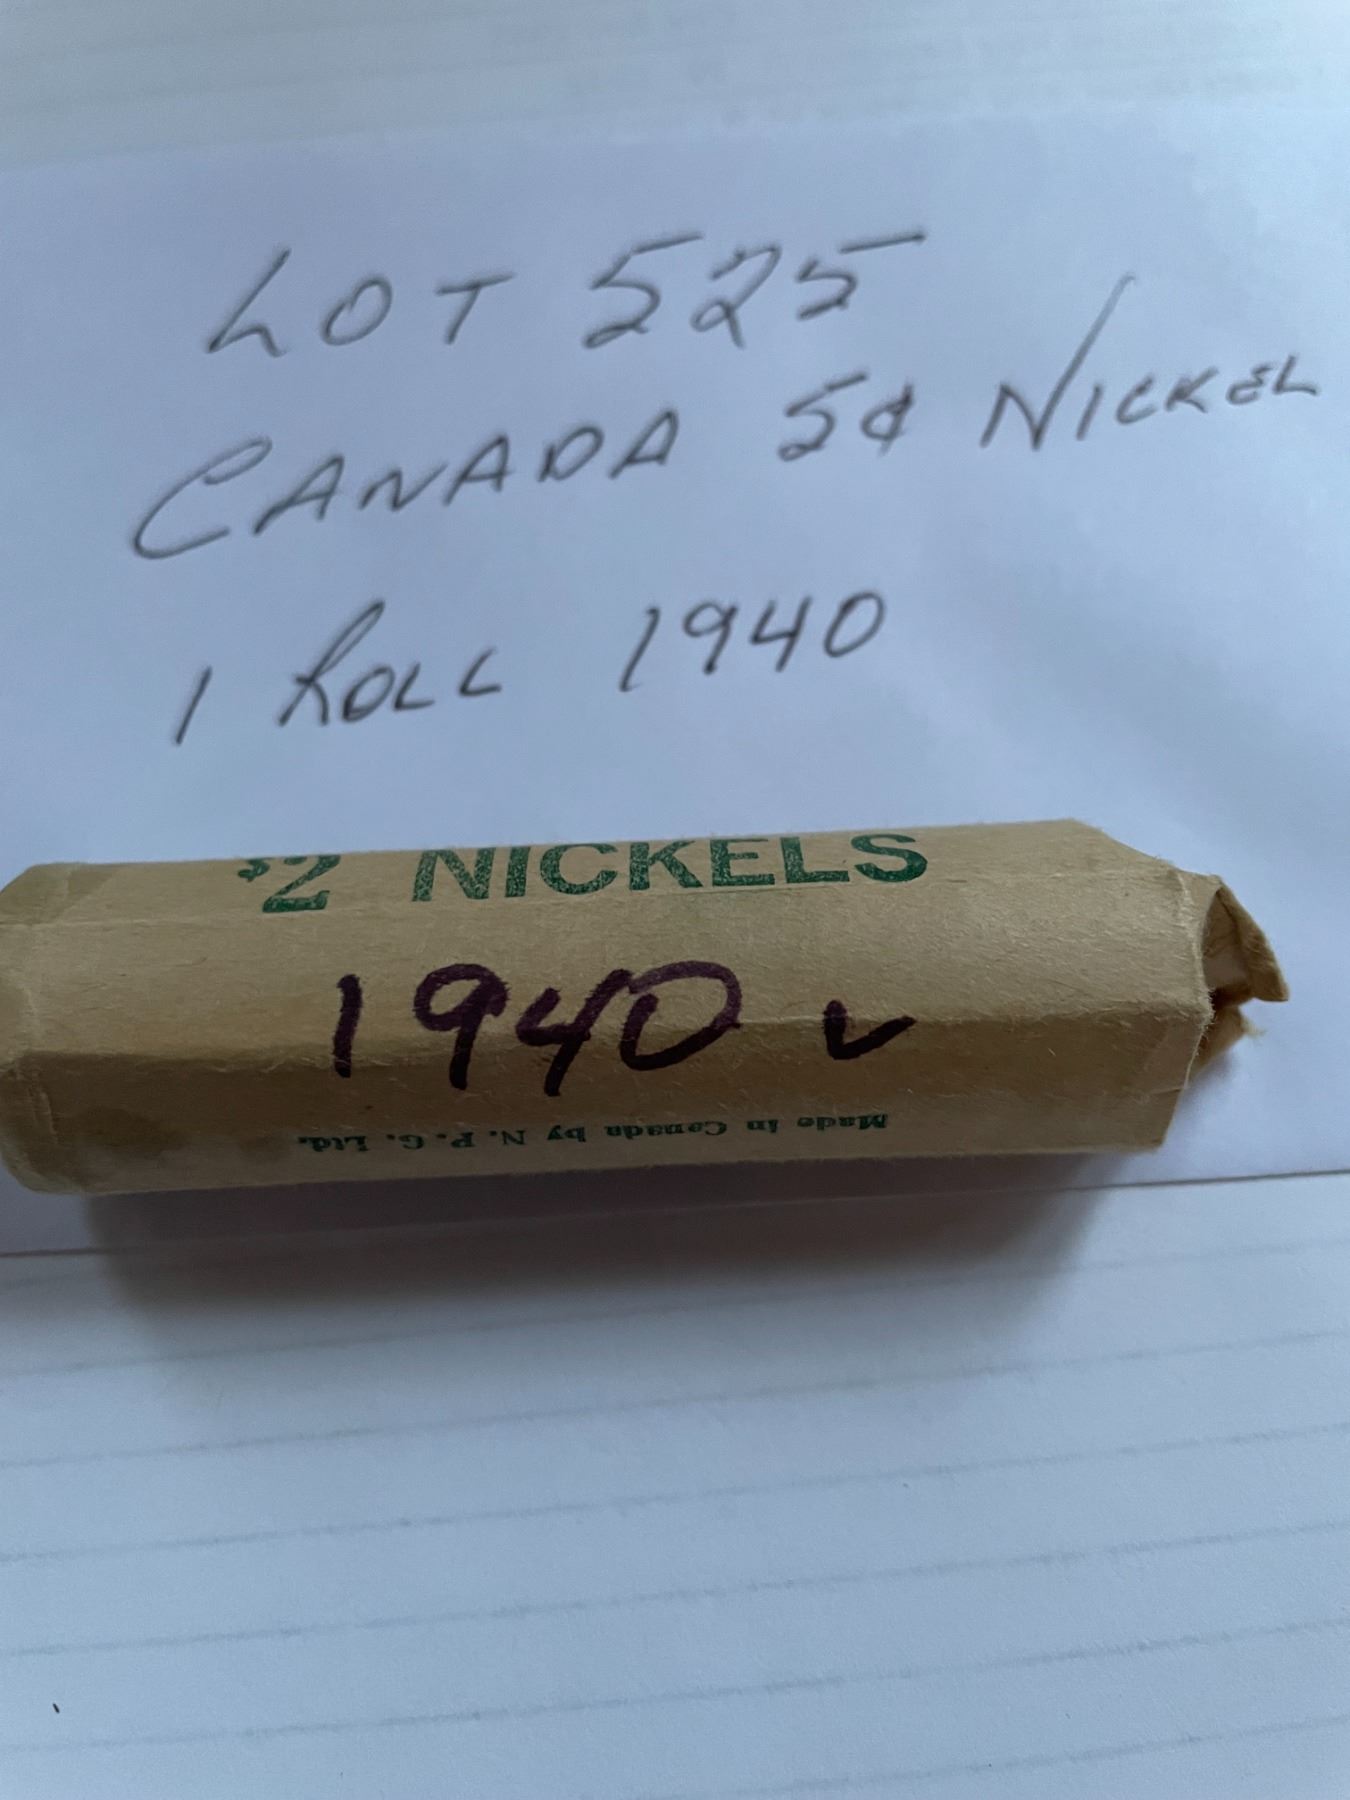 LOT 525
CANADA 5¢ NICKEL
1 ROLL 1940
$2 NICKELS
1940 ✓
Made in Canada by N. P. G. Ltd.